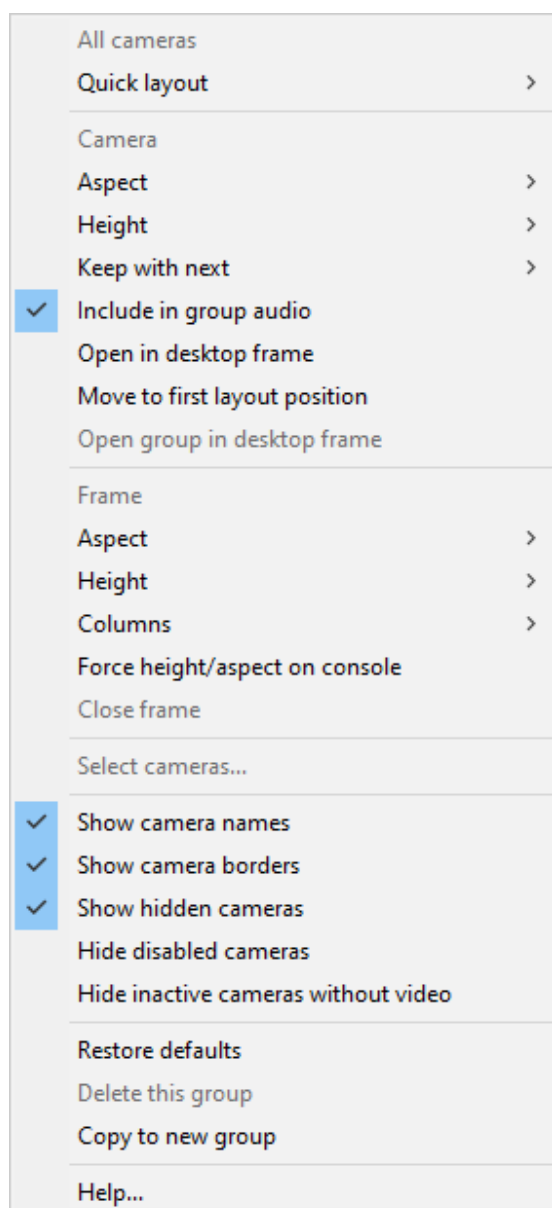 All cameras
Quick layout
Camera
Aspect
Height
Keep with next
Include in group audio
Open in desktop frame
Move to first layout position
Open group in desktop frame
Frame
Aspect
Height
Columns
Force height/aspect on console
Close frame
Select cameras...
Show camera names
Show camera borders
Show hidden cameras
Hide disabled cameras
Hide inactive cameras without video
Restore defaults
Delete this group
Copy to new group
Help...